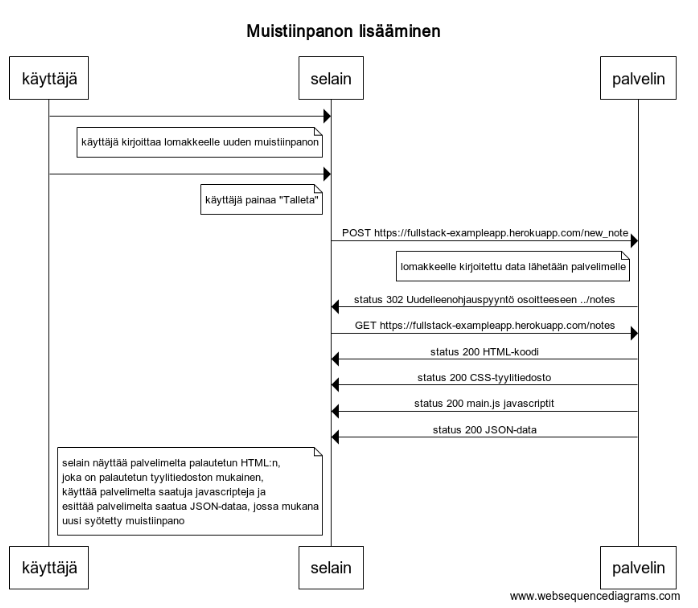 Muistiinpanon lisääminen
käyttäjä
selain
palvelin
käyttäjä kirjoittaa lomakkeelle uuden muistiinpanon
käyttäjä painaa "Talleta"
POST https://fullstack-exampleapp.herokuapp.com/new_note
lomakkeelle kirjoitettu data lähetään palvelimelle
status 302 Uudelleenohjauspyyntö osoitteeseen ../notes
GET https://fullstack-exampleapp.herokuapp.com/notes
status 200 HTML-koodi
status 200 CSS-tyylitiedosto
status 200 main.js javascriptit
status 200 JSON-data
selain näyttää palvelimelta palautetun HTML:n,
joka on palautetun tyylitiedoston mukainen,
käyttää palvelimelta saatuja javascripteja ja
esittää palvelimelta saatua JSON-dataa, jossa mukana
uusi syötetty muistiinpano
käyttäjä
selain
palvelin
www.websequencediagrams.com